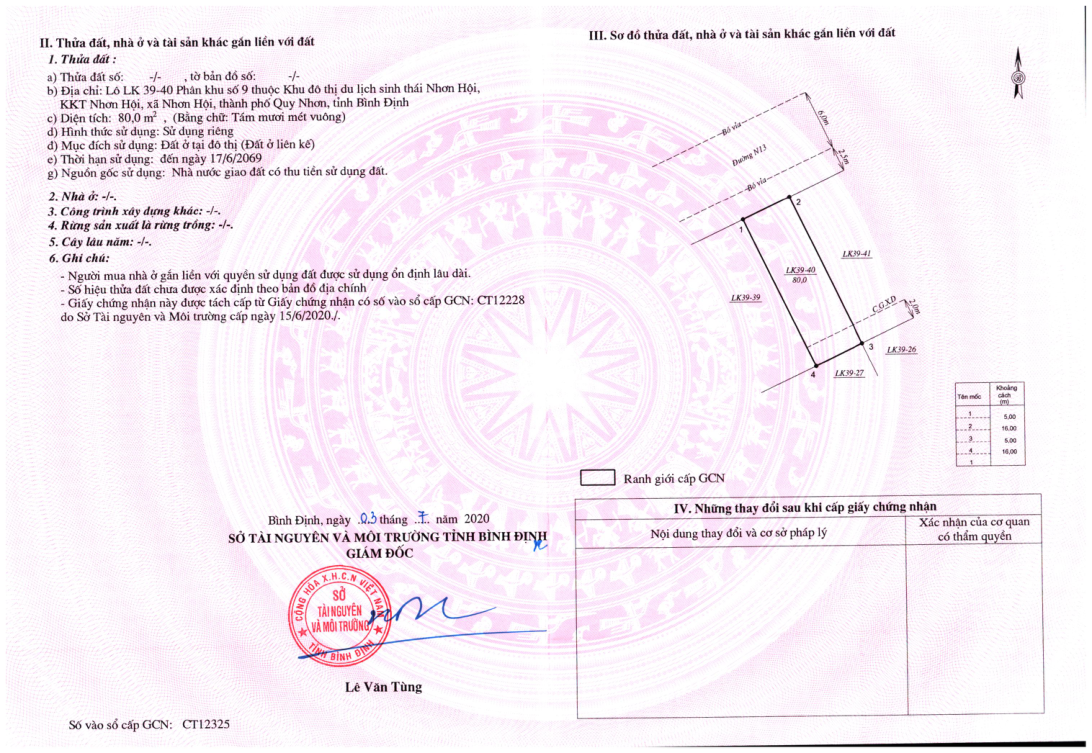 II. Thửa đất, nhà ở và tài sản khác gắn liền với đất
1. Thửa đất :
a) Thửa đất số: -/- , tờ bản đồ số: -/-
b) Địa chỉ: Lô LK 39-40 Phân khu số 9 thuộc Khu đô thị du lịch sinh thái Nhơn Hội,
KKT Nhơn Hội, xã Nhơn Hội, thành phố Quy Nhơn, tỉnh Bình Định
c) Diện tích: 80,0 m² , (Bằng chữ: Tám mươi mét vuông)
d) Hình thức sử dụng: Sử dụng riêng
đ) Mục đích sử dụng: Đất ở tại đô thị (Đất ở liên kế)
e) Thời hạn sử dụng: đến ngày 17/6/2069
g) Nguồn gốc sử dụng: Nhà nước giao đất có thu tiền sử dụng đất.
2. Nhà ở: -/-.
3. Công trình xây dựng khác: -/-.
4. Rừng sản xuất là rừng trồng: -/-.
5. Cây lâu năm: -/-.
6. Ghi chú:
- Người mua nhà ở gắn liền với quyền sử dụng đất được sử dụng ổn định lâu dài.
- Số hiệu thửa đất chưa được xác định theo bản đồ địa chính
- Giấy chứng nhận này được tách cấp từ Giấy chứng nhận có số vào sổ cấp GCN: CT12228
do Sở Tài nguyên và Môi trường cấp ngày 15/6/2020./.
Bình Định, ngày 03 tháng 7 năm 2020
SỞ TÀI NGUYÊN VÀ MÔI TRƯỜNG TỈNH BÌNH ĐỊNH
GIÁM ĐỐC
CỘNG HÒA X.H.C.N VIỆT NAM
SỞ
TÀI NGUYÊN
VÀ MÔI TRƯỜNG
TỈNH BÌNH ĐỊNH
Lê Văn Tùng
Số vào sổ cấp GCN: CT12325
III. Sơ đồ thửa đất, nhà ở và tài sản khác gắn liền với đất
Bó vỉa
6,0m
Đường N13
2,5m
Bó vỉa
2
1
LK39-41
LK39-40
80,0
LK39-39
C.G.X.D
2,0m
3
LK39-26
4
LK39-27
Tên mốc
Khoảng
cách
(m)
1
5,00
2
16,00
3
5,00
4
16,00
1
Ranh giới cấp GCN
IV. Những thay đổi sau khi cấp giấy chứng nhận
Nội dung thay đổi và cơ sở pháp lý
Xác nhận của cơ quan
có thẩm quyền